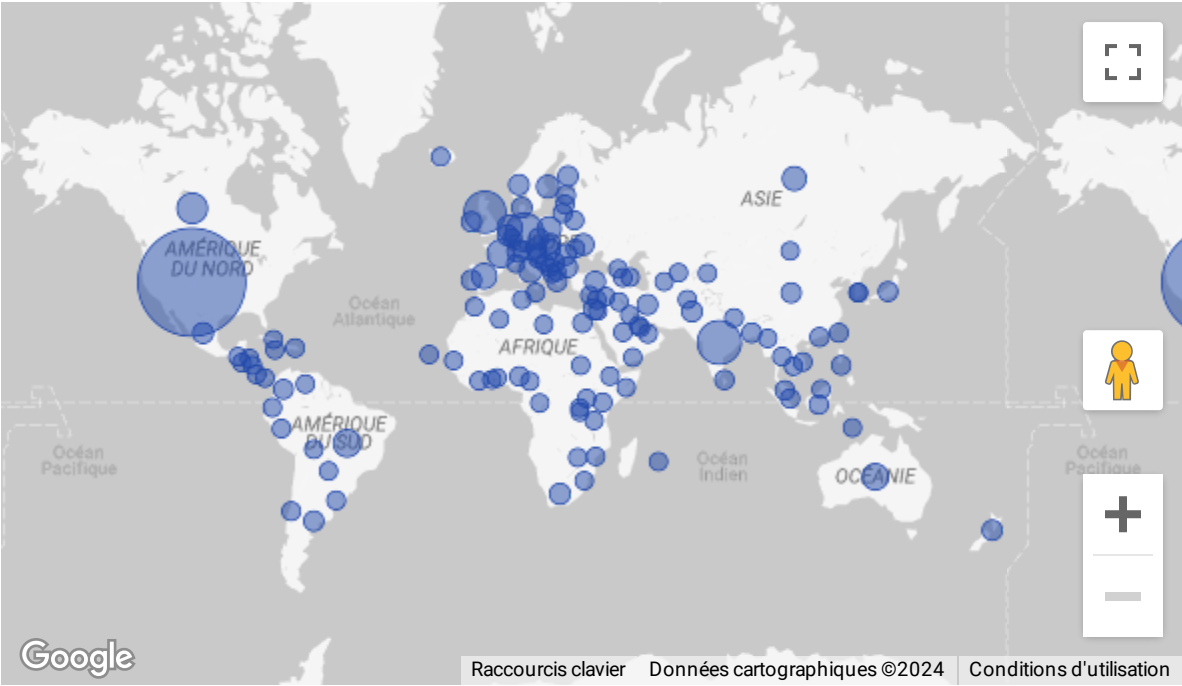 ASIE
AMÉRIQUE
DU NORD
Océan
Atlantique
AFRIQUE
AMÉRIQUE
DU SUD
Océan
Pacifique
Océan
Indien
OCÉANIE
Océan
Pacifique
Google
Raccourcis clavier
Données cartographiques ©2024
Conditions d'utilisation